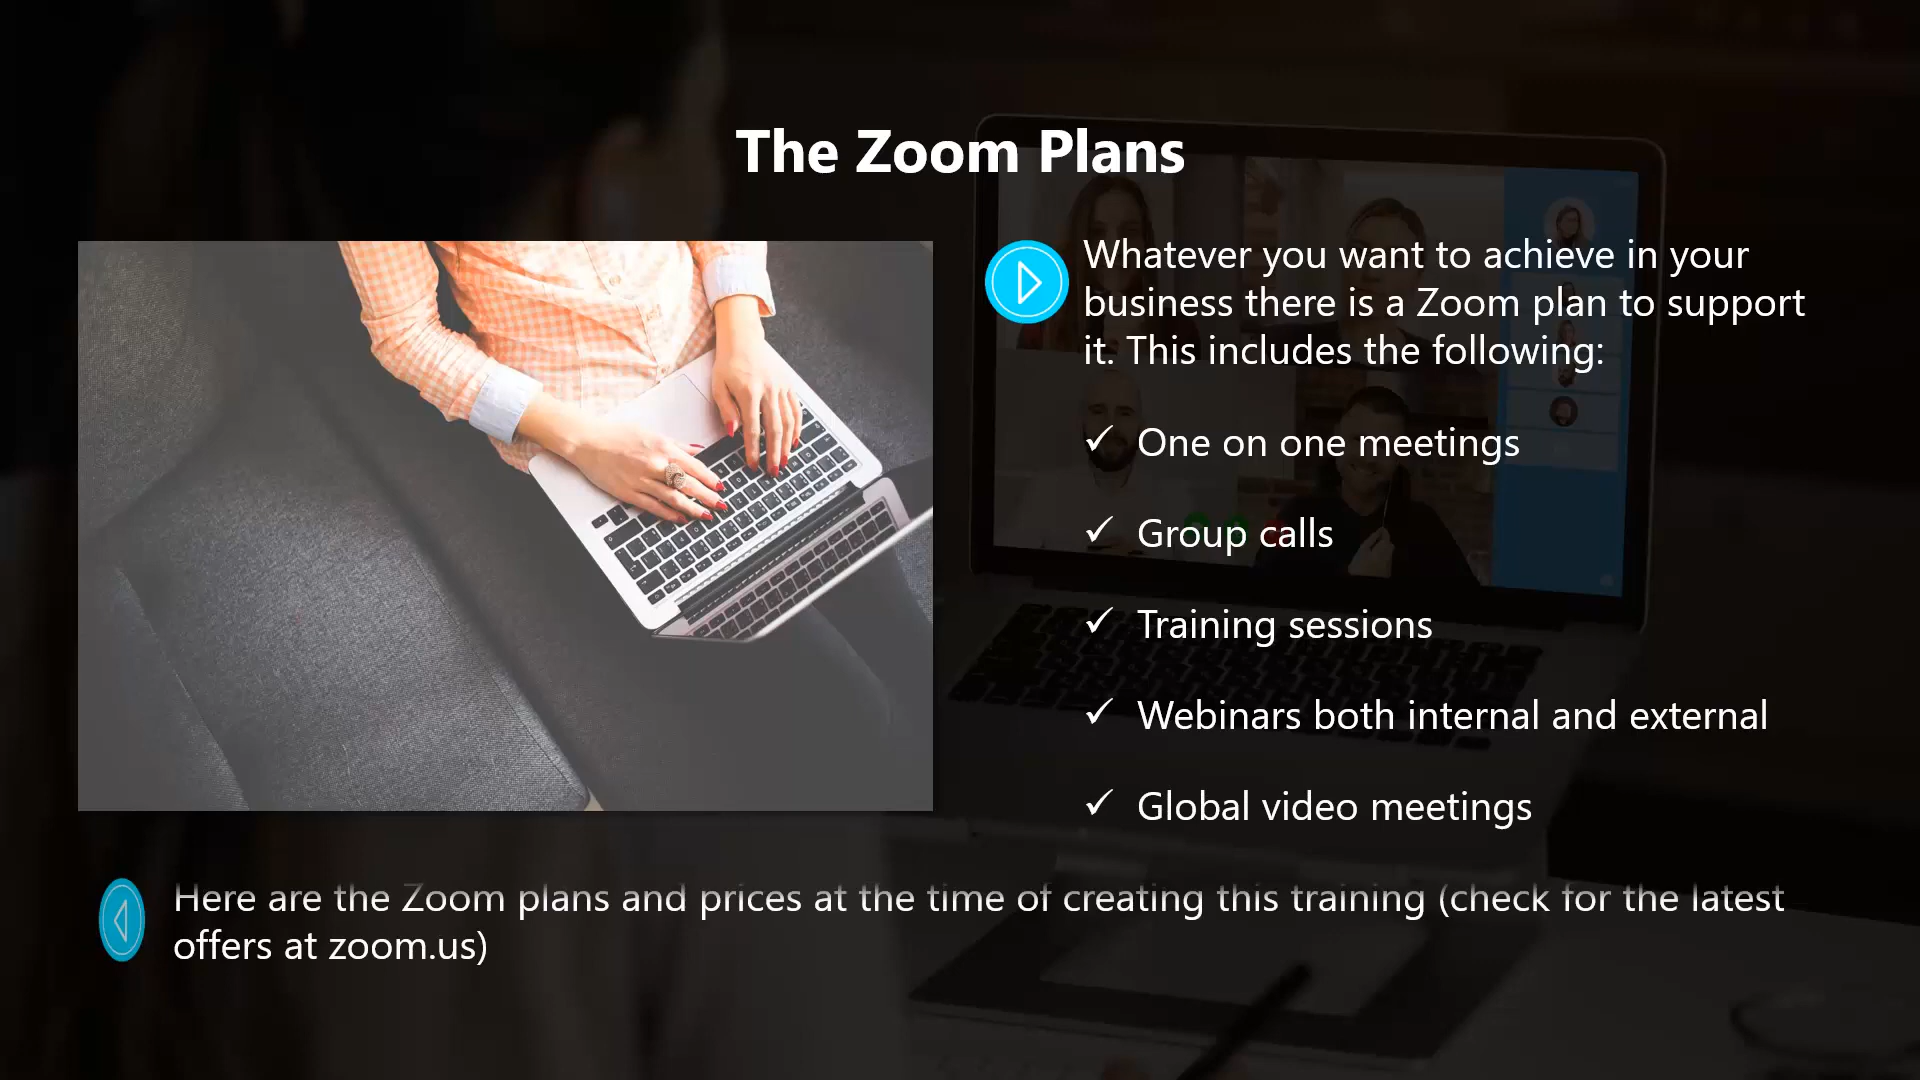 The Zoom Plans
Whatever you want to achieve in your
business there is a Zoom plan to support
it. This includes the following:
✓ One on one meetings
✓ Group calls
✓ Training sessions
✓ Webinars both internal and external
✓ Global video meetings
Here are the Zoom plans and prices at the time of creating this training (check for the latest
offers at zoom.us)